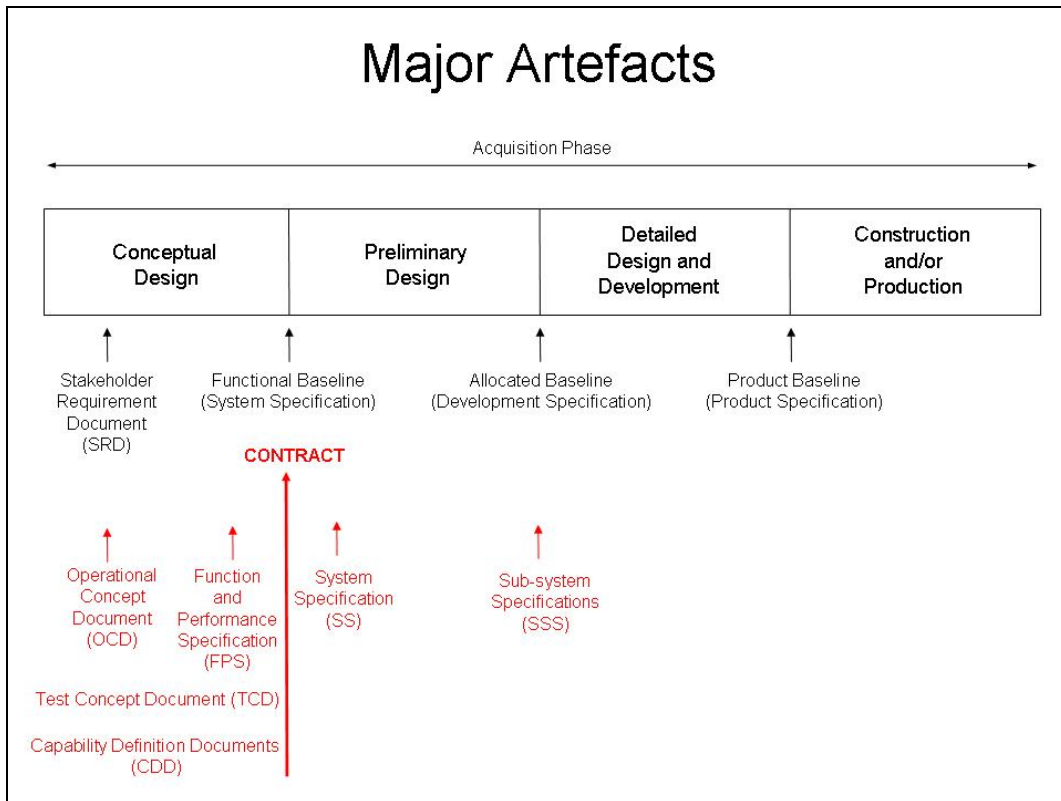 Major Artefacts
Acquisition Phase
Conceptual
Design
Preliminary
Design
Detailed
Design and
Development
Construction
and/or
Production
Stakeholder
Requirement
Document
(SRD)
Functional Baseline
(System Specification)
Allocated Baseline
(Development Specification)
Product Baseline
(Product Specification)
CONTRACT
Operational
Concept
Document
(OCD)
Function
and
Performance
Specification
(FPS)
System
Specification
(SS)
Sub-system
Specifications
(SSS)
Test Concept Document (TCD)
Capability Definition Documents
(CDD)